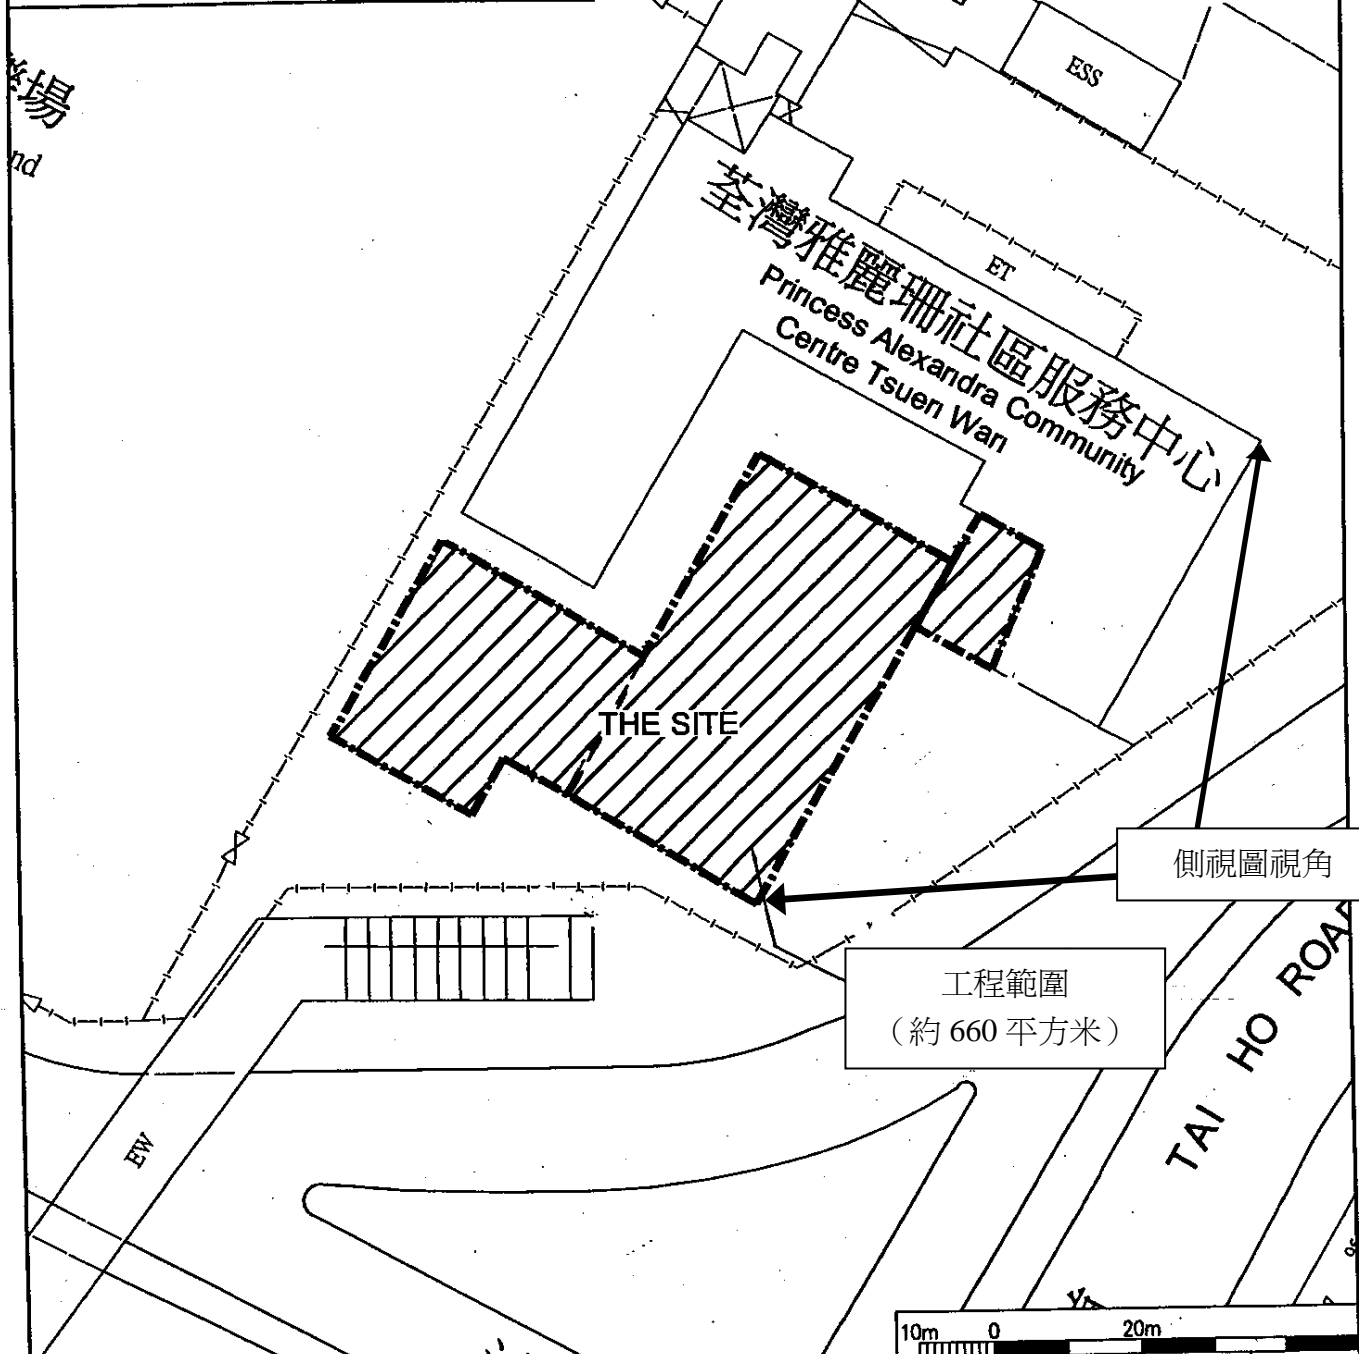 場
nd
ESS
荃灣雅麗珊社區服務中心
Princess Alexandra Community
Centre Tsuen Wan
ET
THE SITE
側視圖視角
工程範圍
（約 660 平方米）
TAI HO ROAD
EW
10m 0 20m